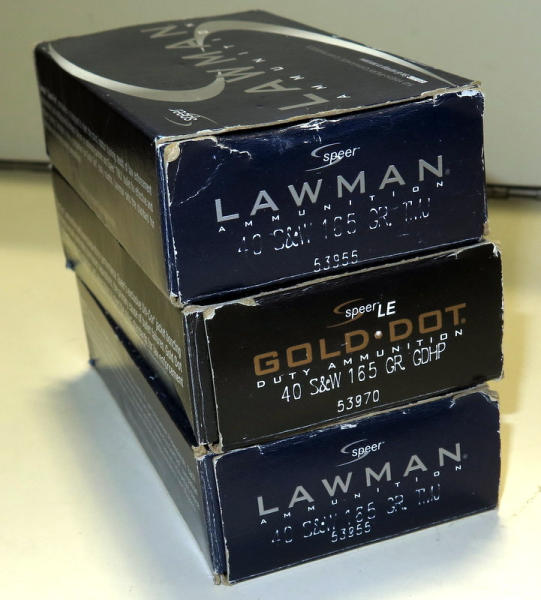 LAWMAN
AMMUNITION
speer
speer
LAWMAN
AMMUNITION
40 S&W 165 GR. TMJ
53955
speer LE
GOLD DOT
DUTY AMMUNITION
40 S&W 165 GR. GDHP
53970
speer
LAWMAN
AMMUNITION
40 S&W 165 GR. TMJ
53955